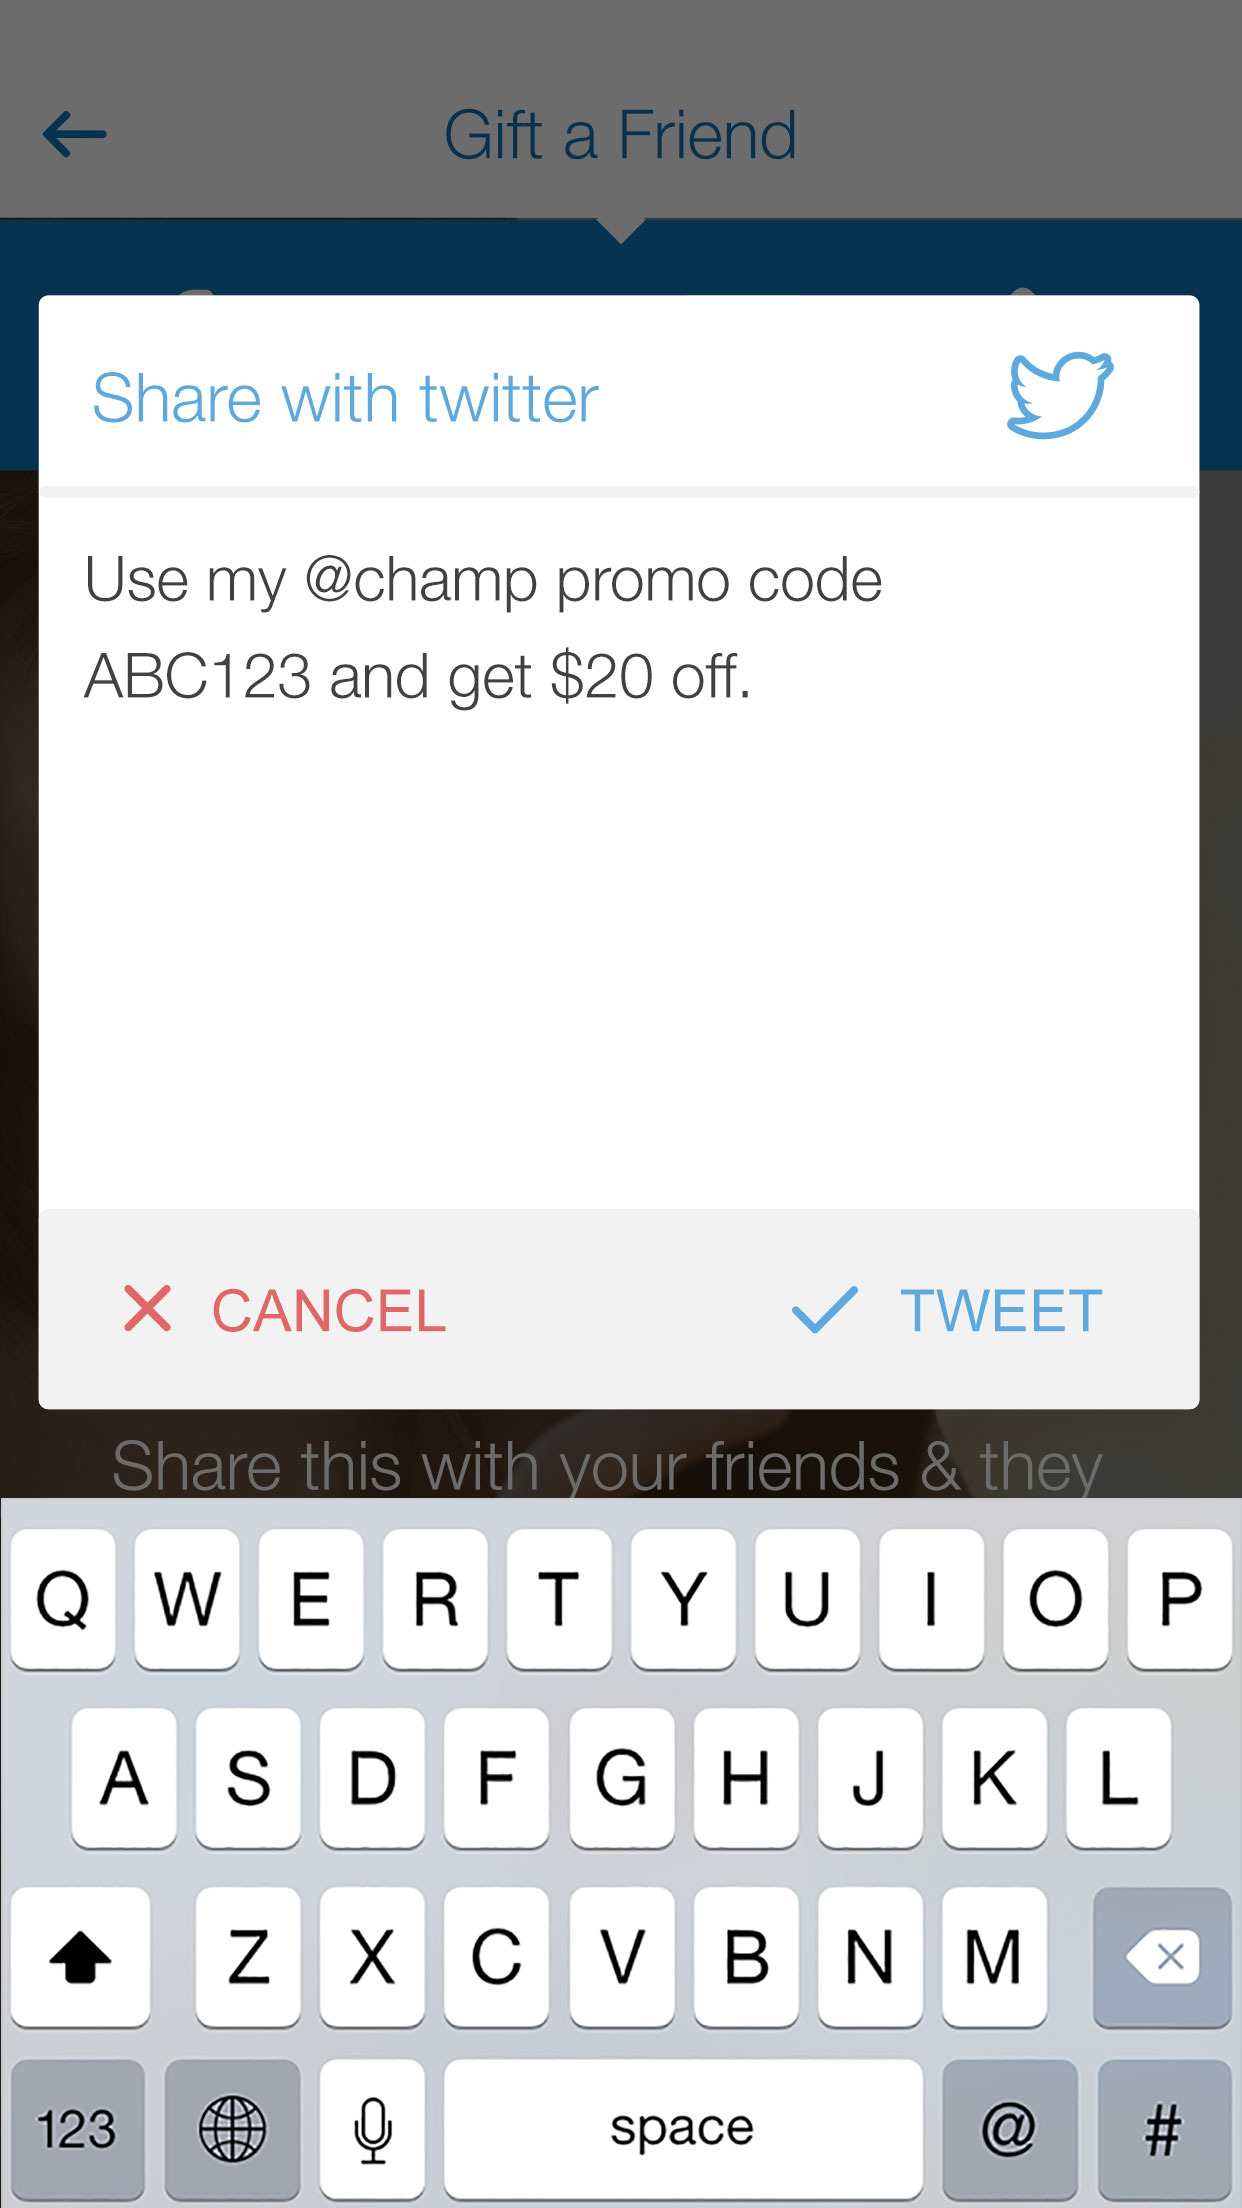 Gift a Friend
Share with twitter
Use my @champ promo code
ABC123 and get $20 off.
CANCEL TWEET
Share this with your friends & they
Q W E R T Y U I O P
A S D F G H J K L
Z X C V B N M
123 space @ #